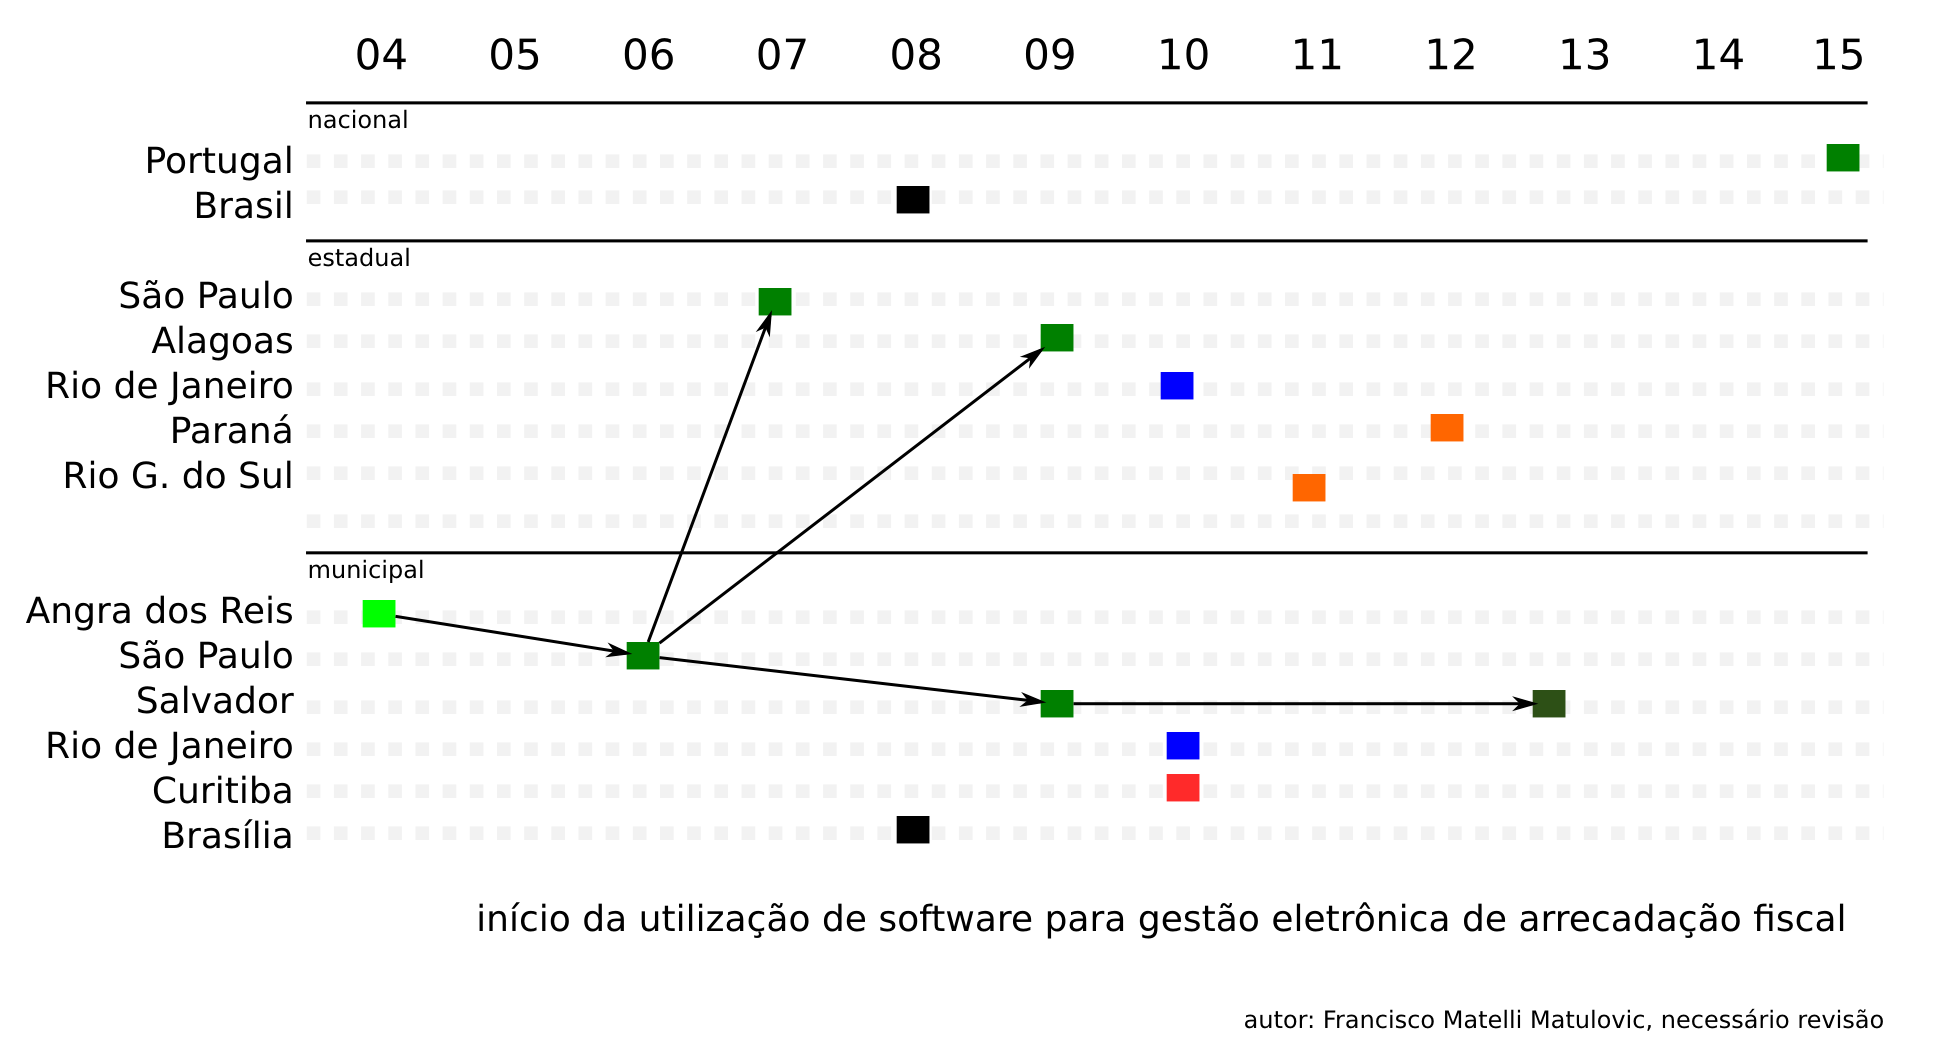 04 05 06 07 08 09 10 11 12 13 14 15
nacional
Portugal
Brasil
estadual
São Paulo
Alagoas
Rio de Janeiro
Paraná
Rio G. do Sul
municipal
Angra dos Reis
São Paulo
Salvador
Rio de Janeiro
Curitiba
Brasília
início da utilização de software para gestão eletrônica de arrecadação fiscal
autor: Francisco Matelli Matulovic, necessário revisão